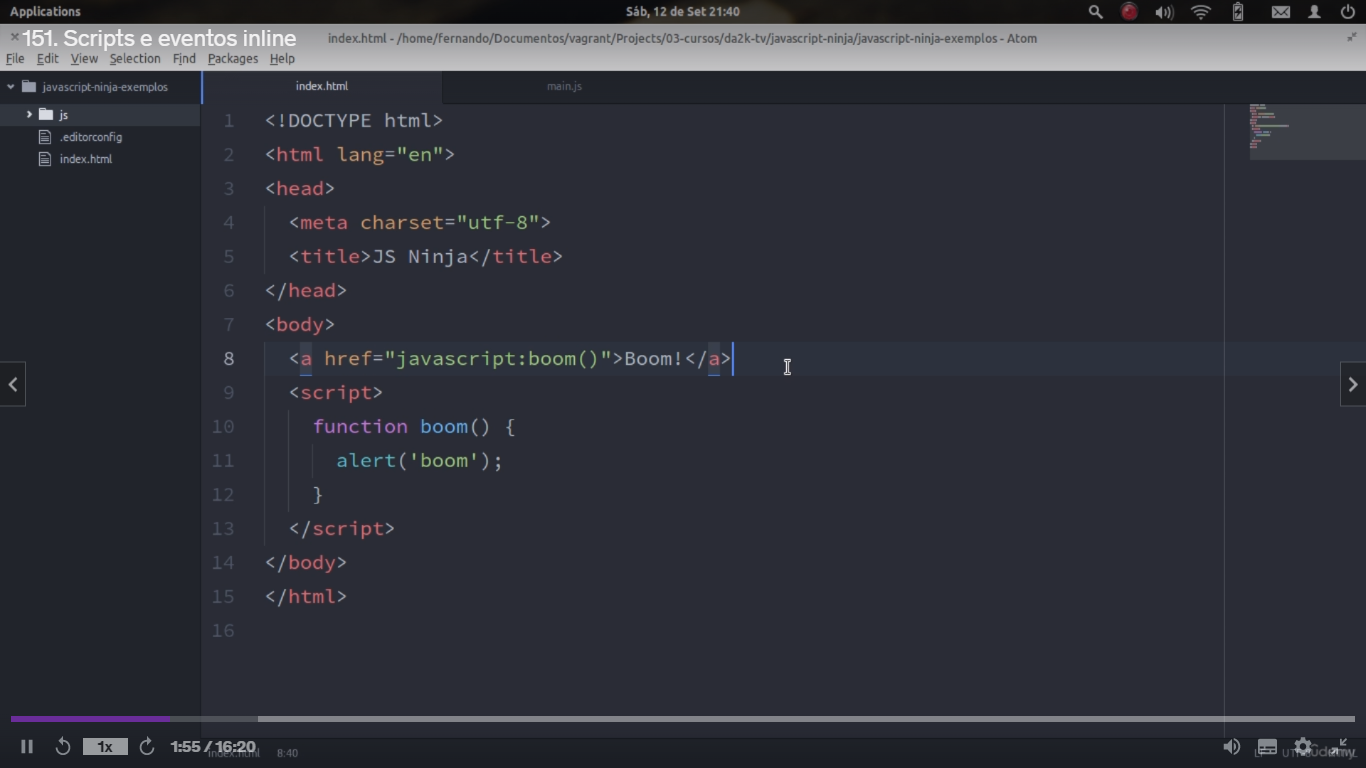 Applications
Sáb, 12 de Set 21:40
151. Scripts e eventos inline
index.html - /home/fernando/Documentos/vagrant/Projects/03-cursos/da2k-tv/javascript-ninja/javascript-ninja-exemplos - Atom
File Edit View Selection Find Packages Help
javascript-ninja-exemplos
js
.editorconfig
index.html
index.html
main.js
1 <!DOCTYPE html>
2 <html lang="en">
3 <head>
4 <meta charset="utf-8">
5 <title>JS Ninja</title>
6 </head>
7 <body>
8 <a href="javascript:boom()">Boom!</a>
9 <script>
10 function boom() {
11 alert('boom');
12 }
13 </script>
14 </body>
15 </html>
16
1x
1:55 / 16:20
index.html
8:40
Udemy